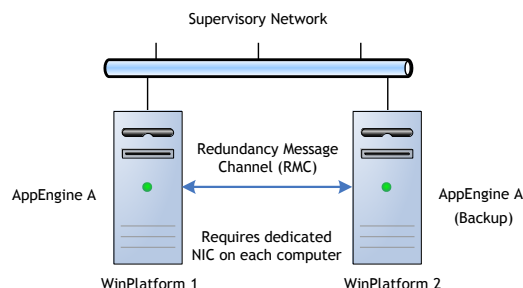 Supervisory Network
Redundancy Message
Channel (RMC)
AppEngine A
AppEngine A
(Backup)
Requires dedicated
NIC on each computer
WinPlatform 1
WinPlatform 2